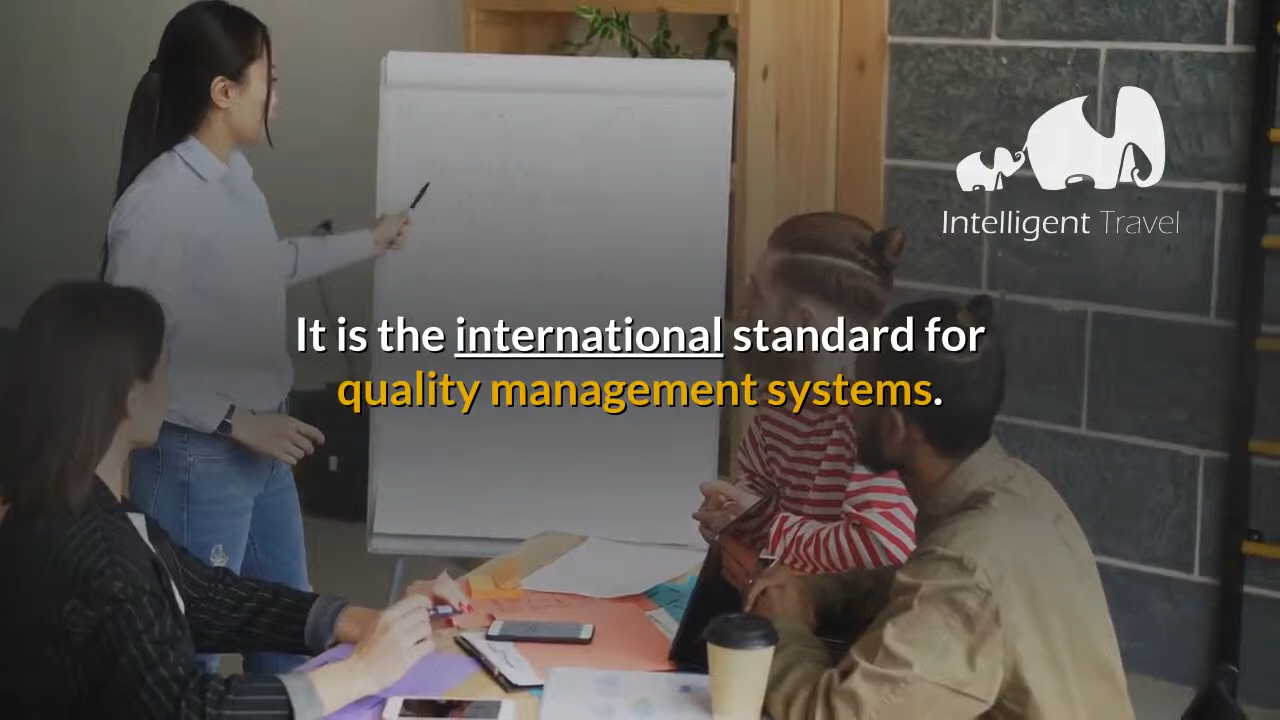 Intelligent Travel
It is the international standard for
quality management systems.